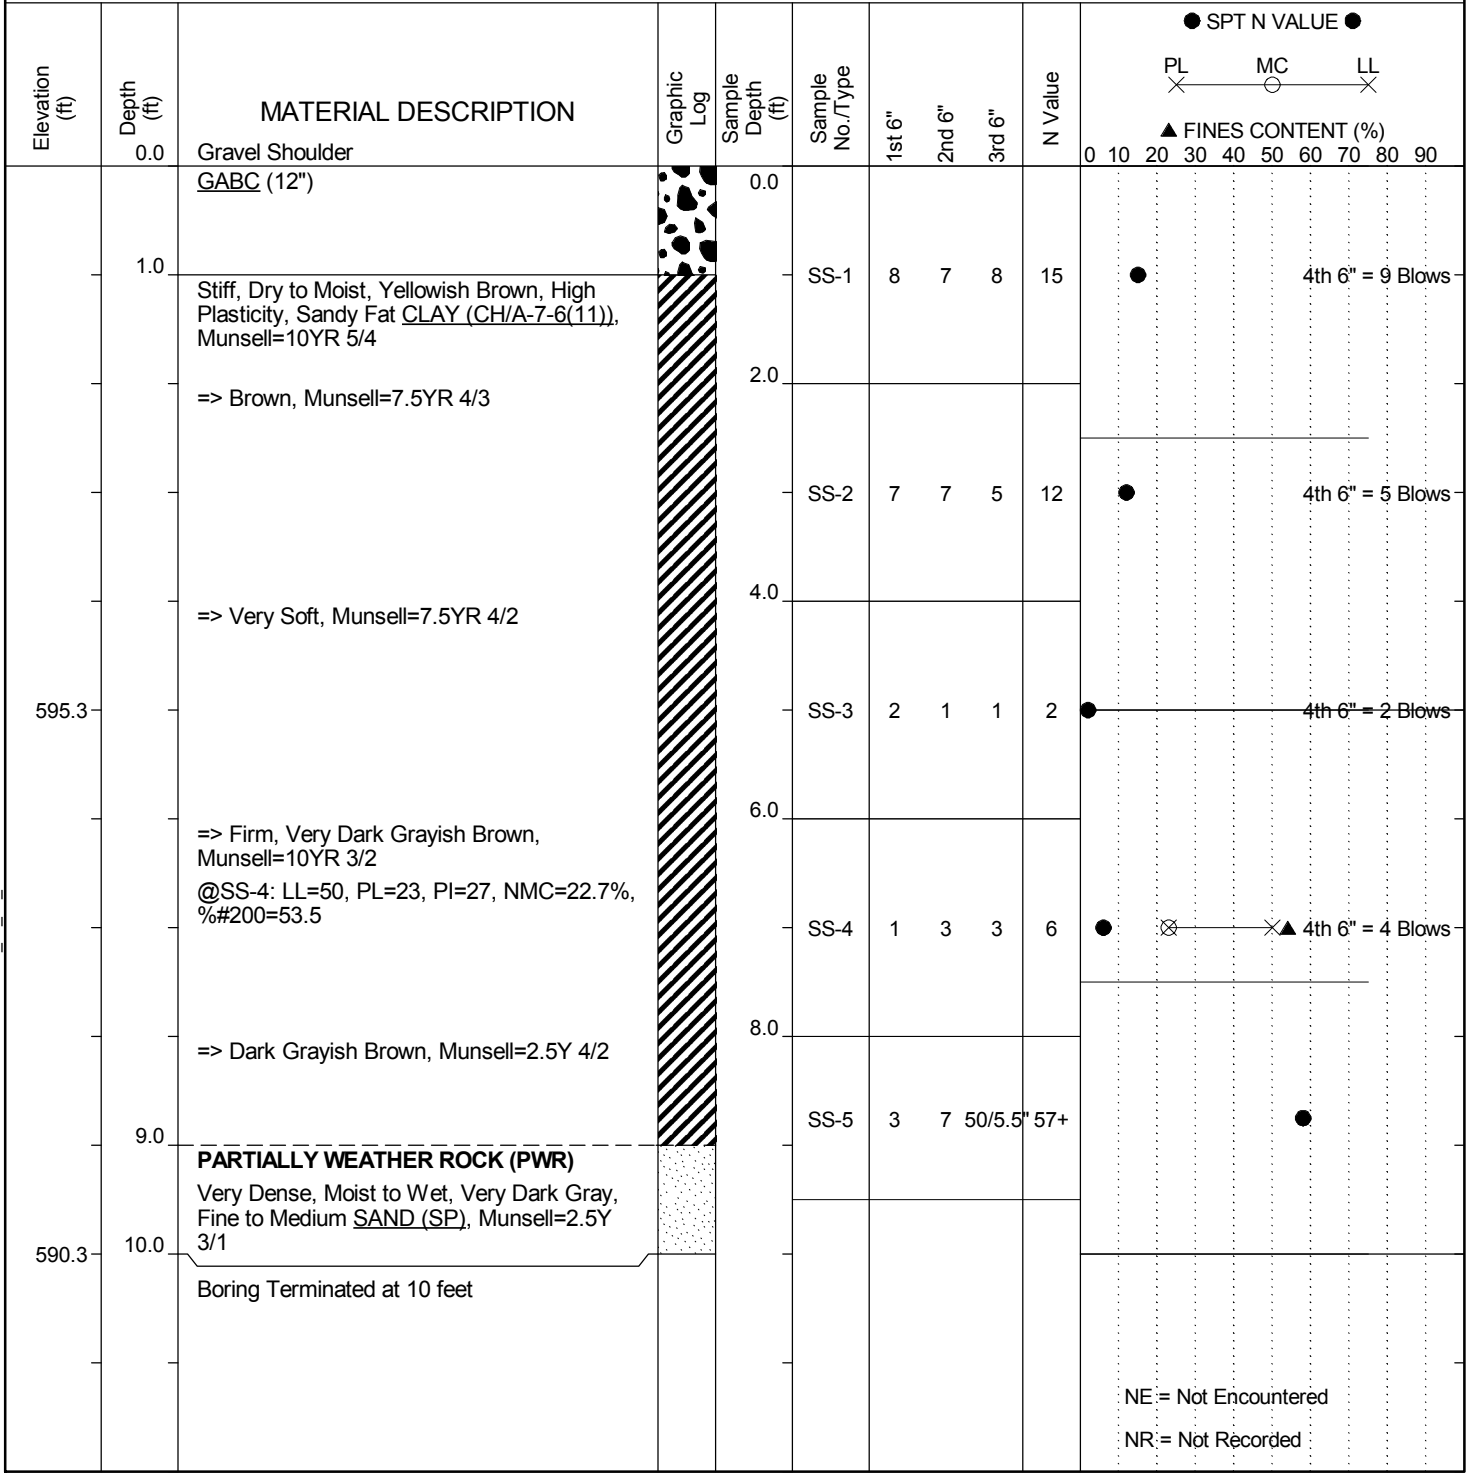 ● SPT N VALUE ●
PL MC LL
▲ FINES CONTENT (%)
0 10 20 30 40 50 60 70 80 90
Elevation (ft)
Depth (ft)
MATERIAL DESCRIPTION
Graphic Log
Sample Depth (ft)
Sample No./Type
1st 6"
2nd 6"
3rd 6"
N Value
0.0 Gravel Shoulder
GABC (12") 0.0
1.0 SS-1 8 7 8 15 4th 6" = 9 Blows
Stiff, Dry to Moist, Yellowish Brown, High
Plasticity, Sandy Fat CLAY (CH/A-7-6(11)),
Munsell=10YR 5/4
2.0
=> Brown, Munsell=7.5YR 4/3
SS-2 7 7 5 12 4th 6" = 5 Blows
4.0
=> Very Soft, Munsell=7.5YR 4/2
595.3 SS-3 2 1 1 2 4th 6" = 2 Blows
6.0
=> Firm, Very Dark Grayish Brown,
Munsell=10YR 3/2
@SS-4: LL=50, PL=23, PI=27, NMC=22.7%,
%#200=53.5
SS-4 1 3 3 6 4th 6" = 4 Blows
8.0
=> Dark Grayish Brown, Munsell=2.5Y 4/2
SS-5 3 7 50/5.5" 57+
9.0
PARTIALLY WEATHER ROCK (PWR)
Very Dense, Moist to Wet, Very Dark Gray,
Fine to Medium SAND (SP), Munsell=2.5Y
3/1
590.3 10.0
Boring Terminated at 10 feet
NE = Not Encountered
NR = Not Recorded